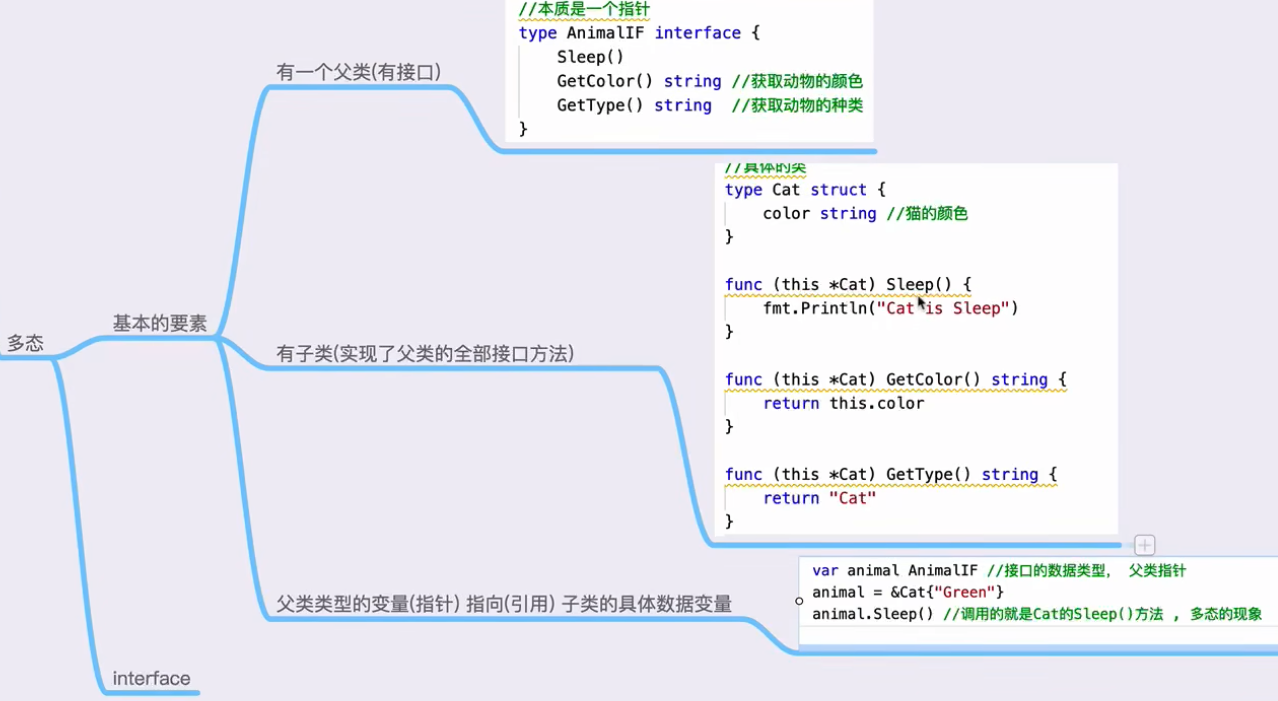 //本质是一个指针
type AnimalIF interface {
Sleep()
GetColor() string //获取动物的颜色
GetType() string //获取动物的种类
}
有一个父类(有接口)
//具体的类
type Cat struct {
color string //猫的颜色
}
func (this *Cat) Sleep() {
fmt.Println("Cat is Sleep")
}
func (this *Cat) GetColor() string {
return this.color
}
func (this *Cat) GetType() string {
return "Cat"
}
基本的要素
多态
有子类(实现了父类的全部接口方法)
var animal AnimalIF //接口的数据类型， 父类指针
animal = &Cat{"Green"}
animal.Sleep() //调用的就是Cat的Sleep()方法 , 多态的现象
父类类型的变量(指针) 指向(引用) 子类的具体数据变量
interface